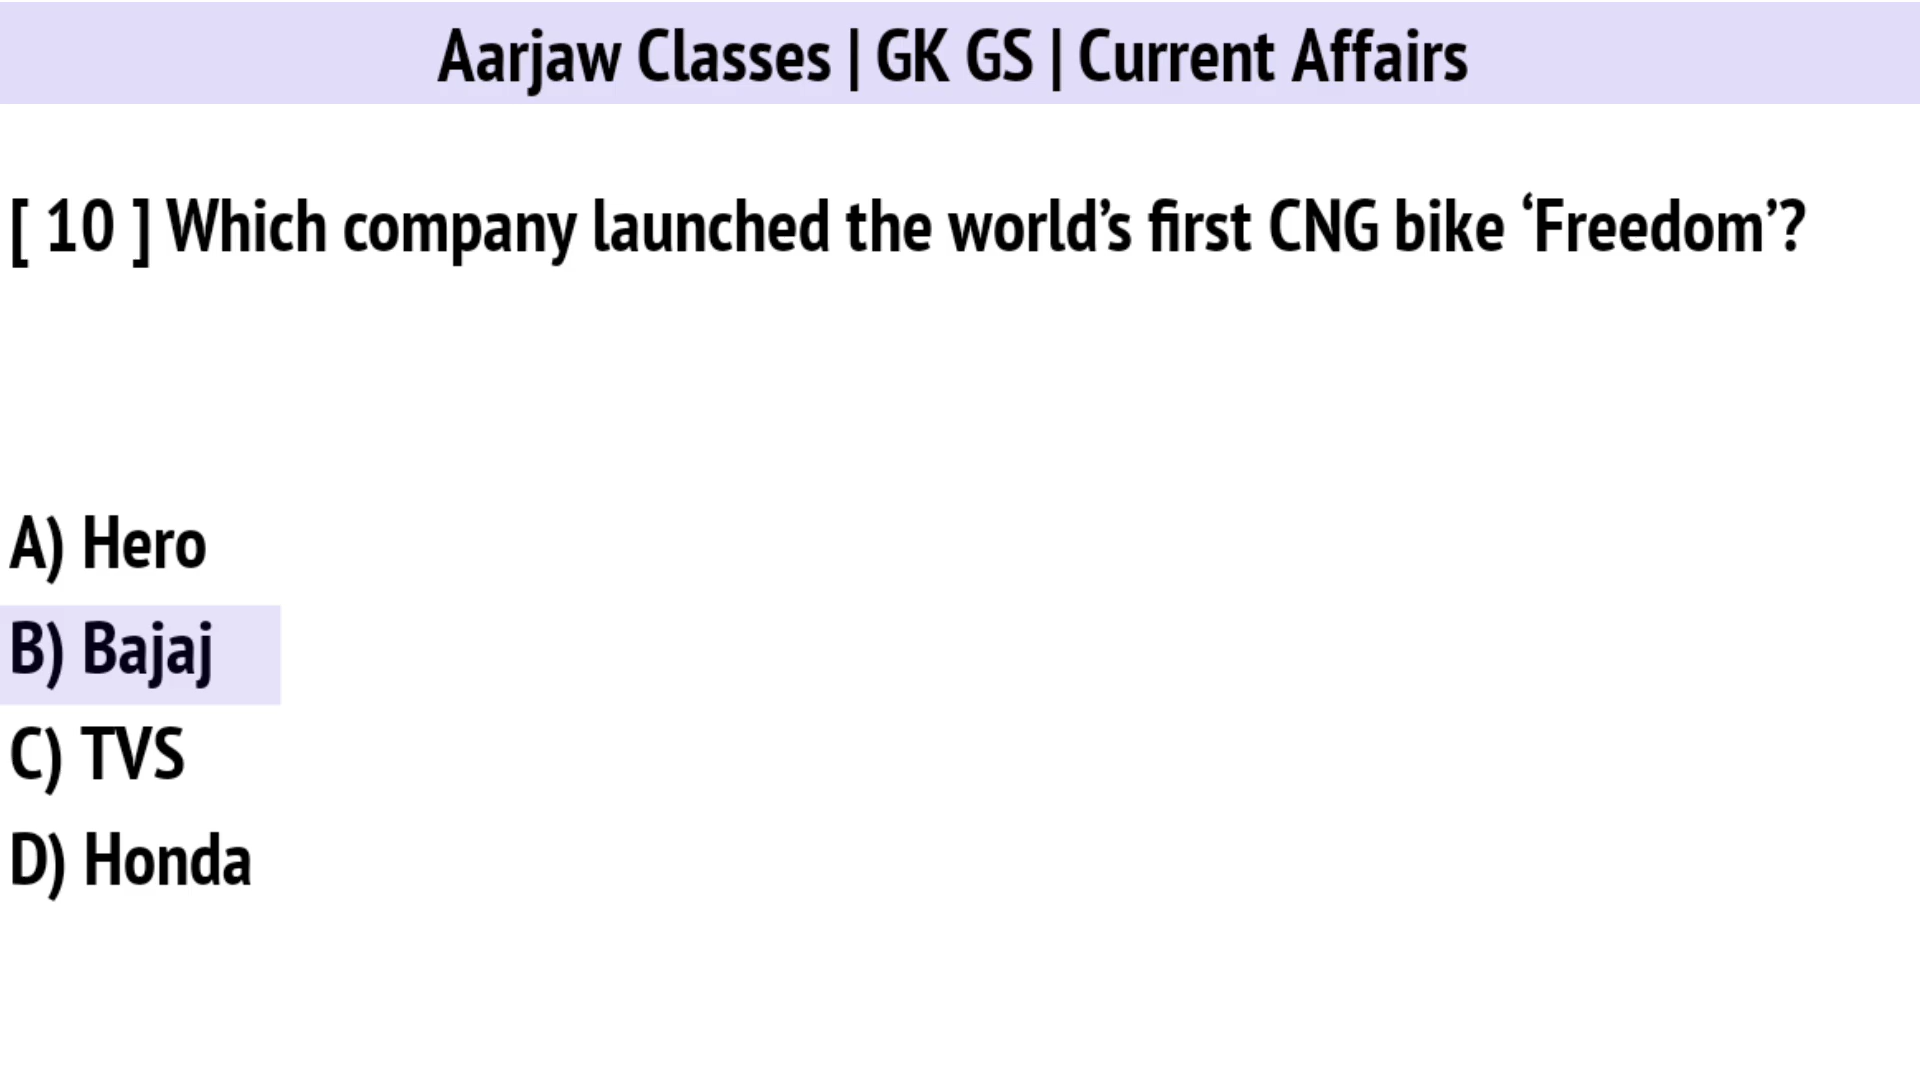 Aarjaw Classes | GK GS | Current Affairs
[ 10 ] Which company launched the world’s first CNG bike ‘Freedom’?
A) Hero
B) Bajaj
C) TVS
D) Honda